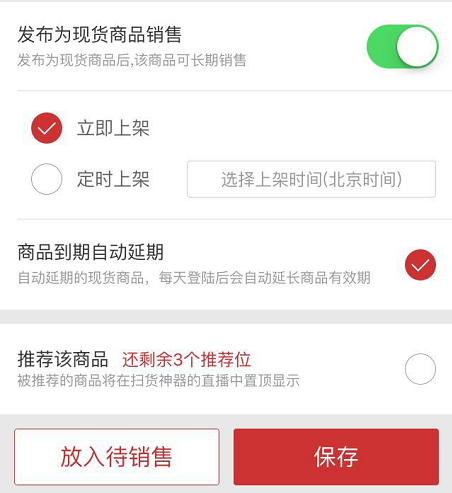 发布为现货商品销售
发布为现货商品后,该商品可长期销售
立即上架
定时上架 选择上架时间(北京时间)
商品到期自动延期
自动延期的现货商品，每天登陆后会自动延长商品有效期
推荐该商品 还剩余3个推荐位
被推荐的商品将在扫货神器的直播中置顶显示
放入待销售 保存